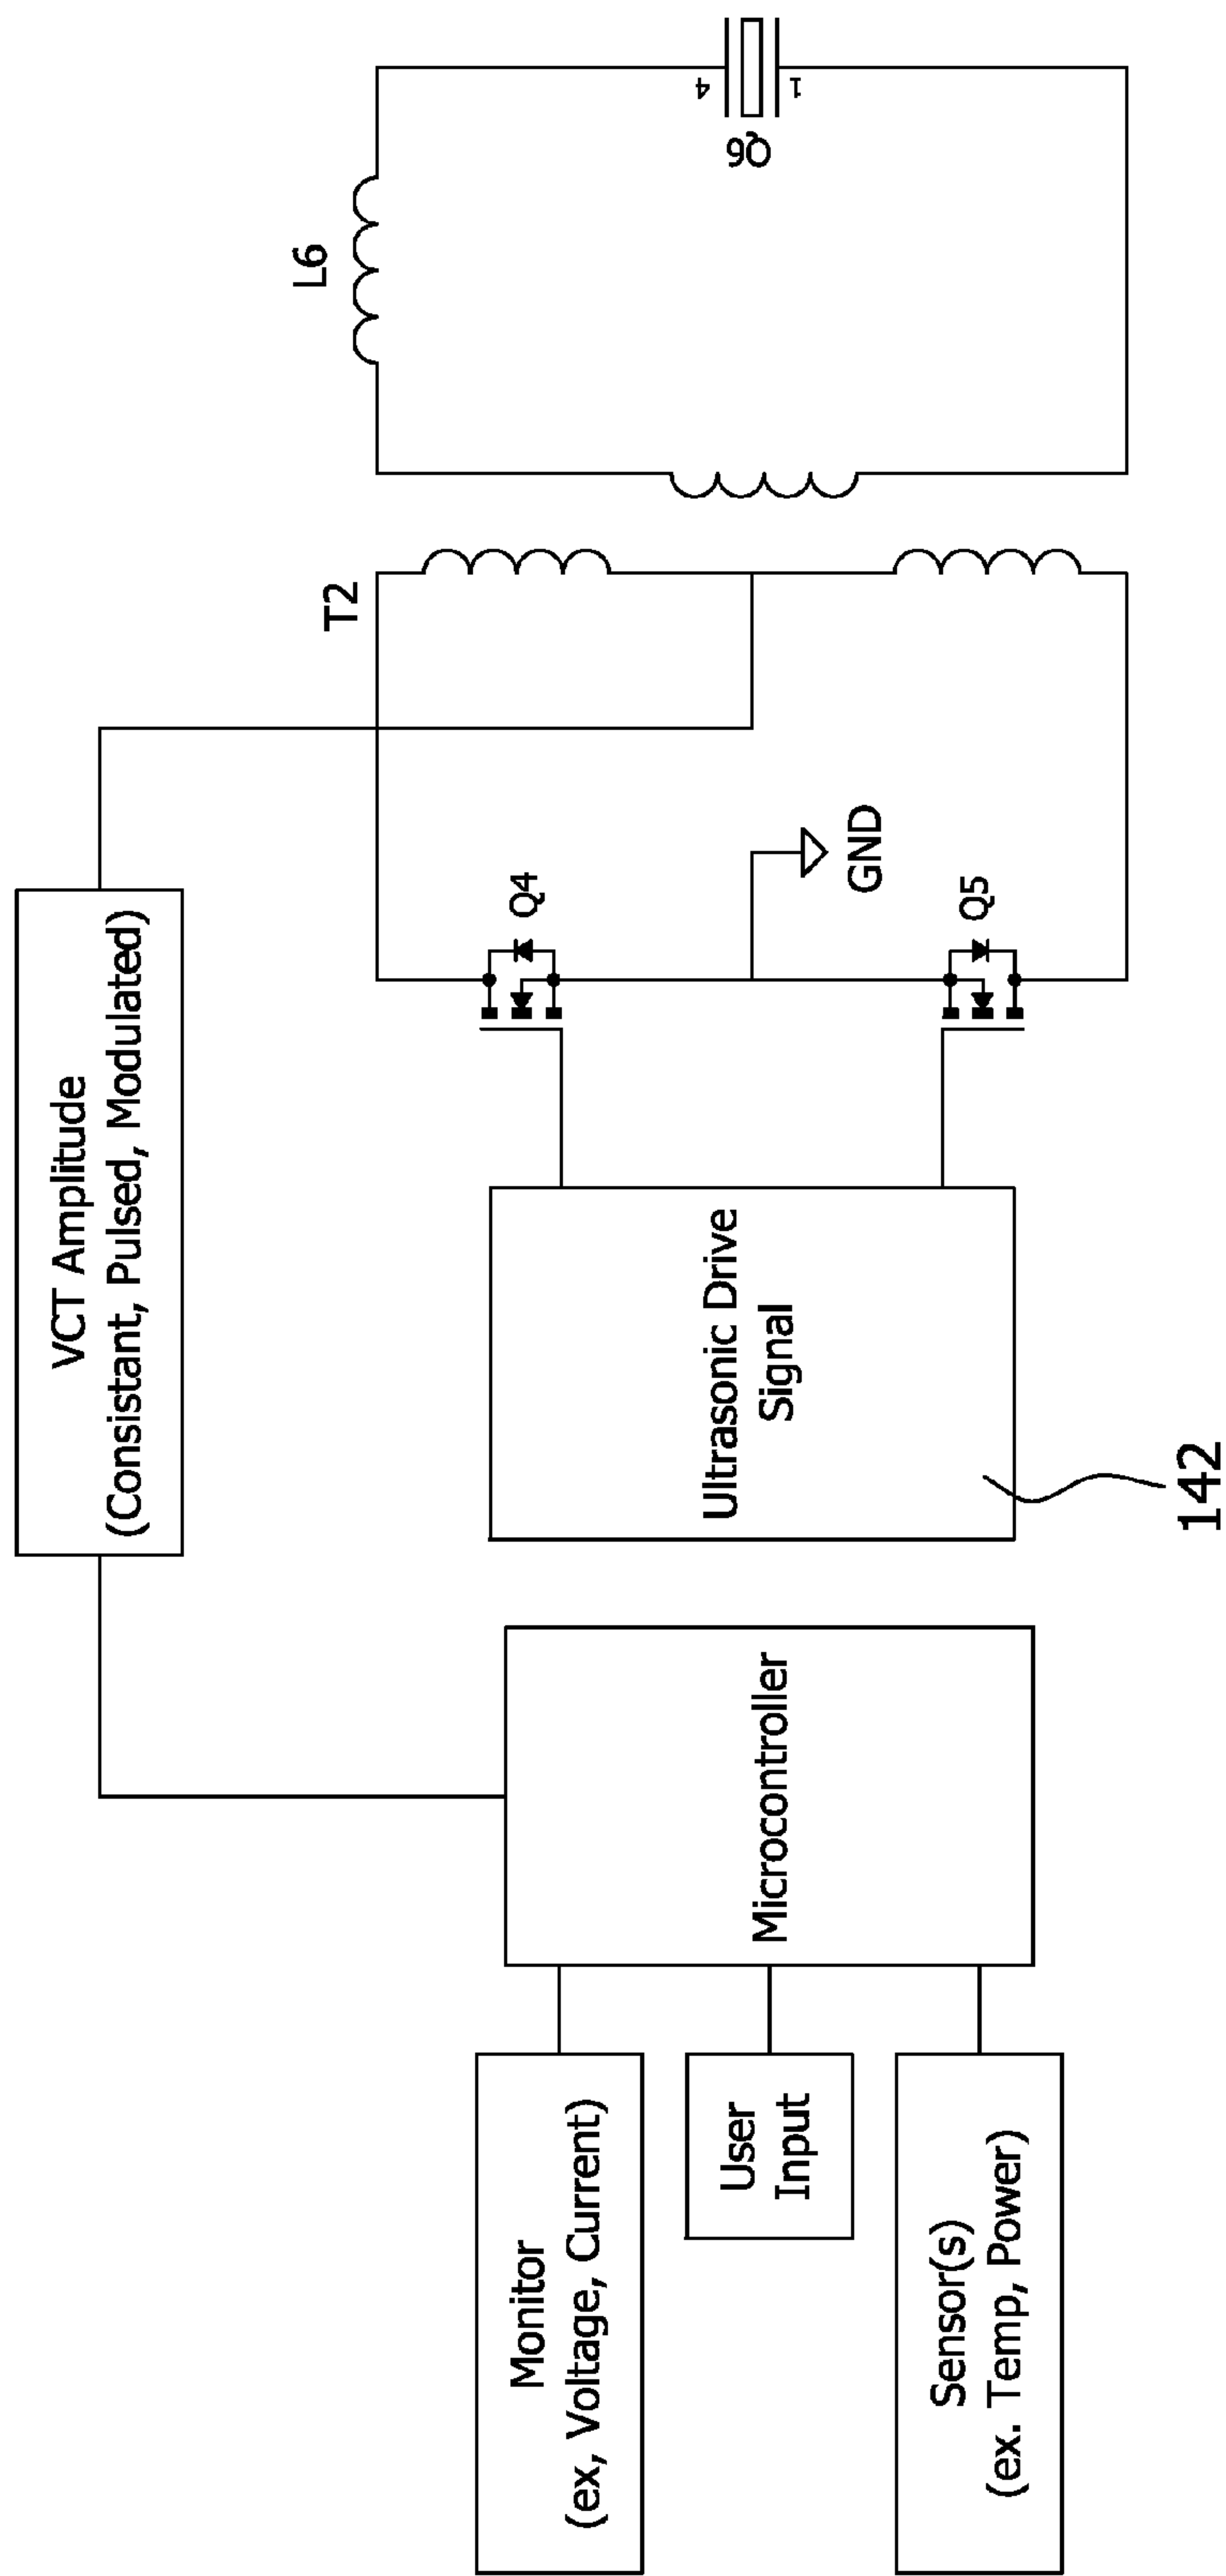 VCT Amplitude
(Consistant, Pulsed, Modulated)
Monitor
(ex, Voltage, Current)
User
Input
Sensor(s)
(ex. Temp, Power)
Microcontroller
Ultrasonic Drive
Signal
142
Q4
Q5
GND
T2
L6
Q6
4
1